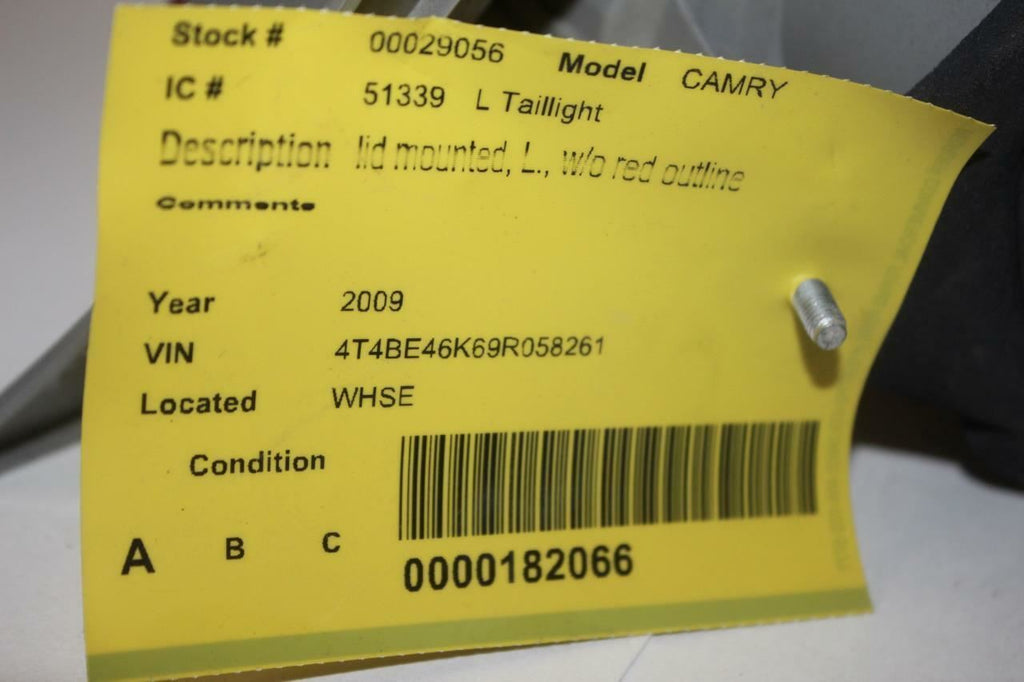 Stock # 00029056 Model CAMRY
IC # 51339 L Taillight
Description lid mounted, L., w/o red outline
Comments
Year 2009
VIN 4T4BE46K69R058261
Located WHSE
Condition
A B C
0000182066